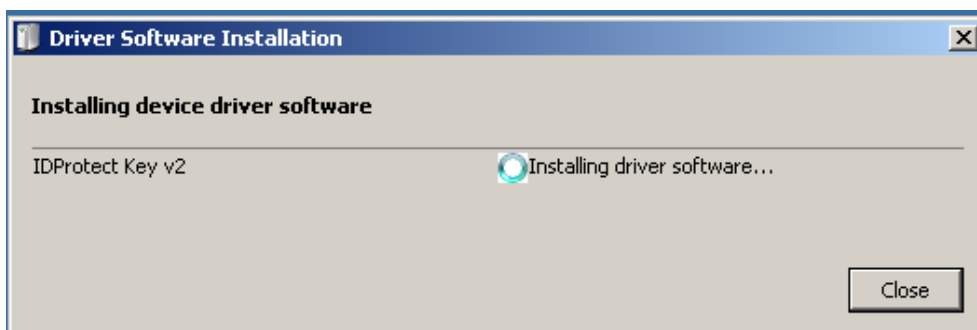 Driver Software Installation
Installing device driver software
IDProtect Key v2 Installing driver software...
Close